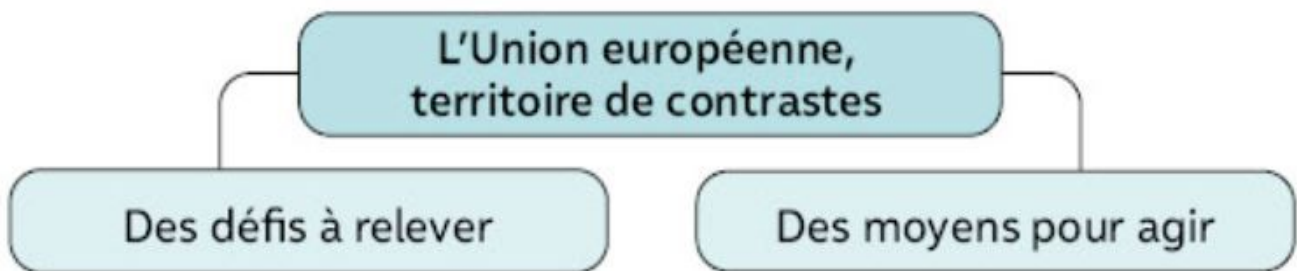 L'Union européenne,
territoire de contrastes
Des défis à relever
Des moyens pour agir